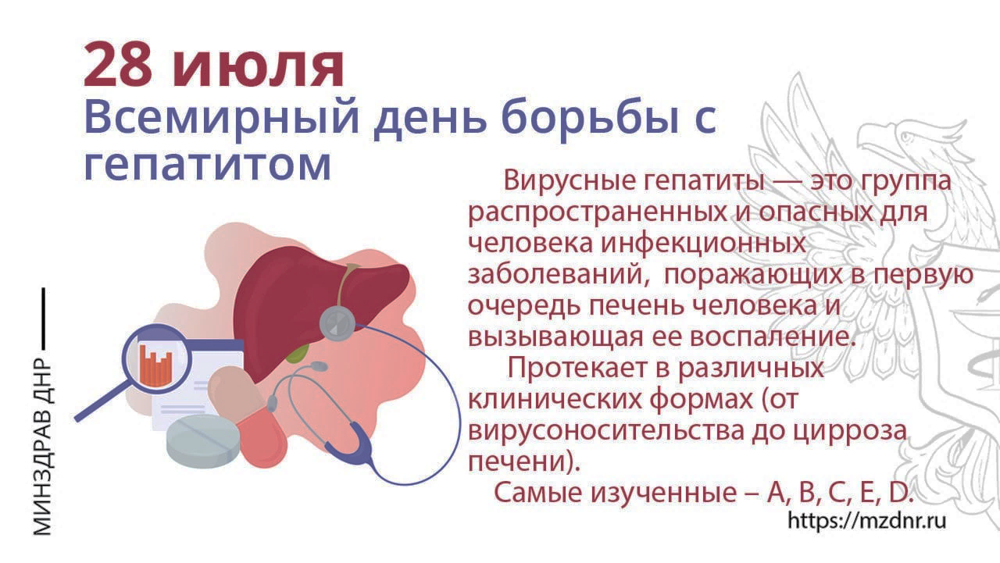 28 июля
Всемирный день борьбы с
гепатитом
Вирусные гепатиты — это группа
распространенных и опасных для
человека инфекционных
заболеваний, поражающих в первую
очередь печень человека и
вызывающая ее воспаление.
Протекает в различных
клинических формах (от
вирусоносительства до цирроза
печени).
Самые изученные – A, B, C, E, D.
https://mzdnr.ru
МИНЗДРАВ ДНР